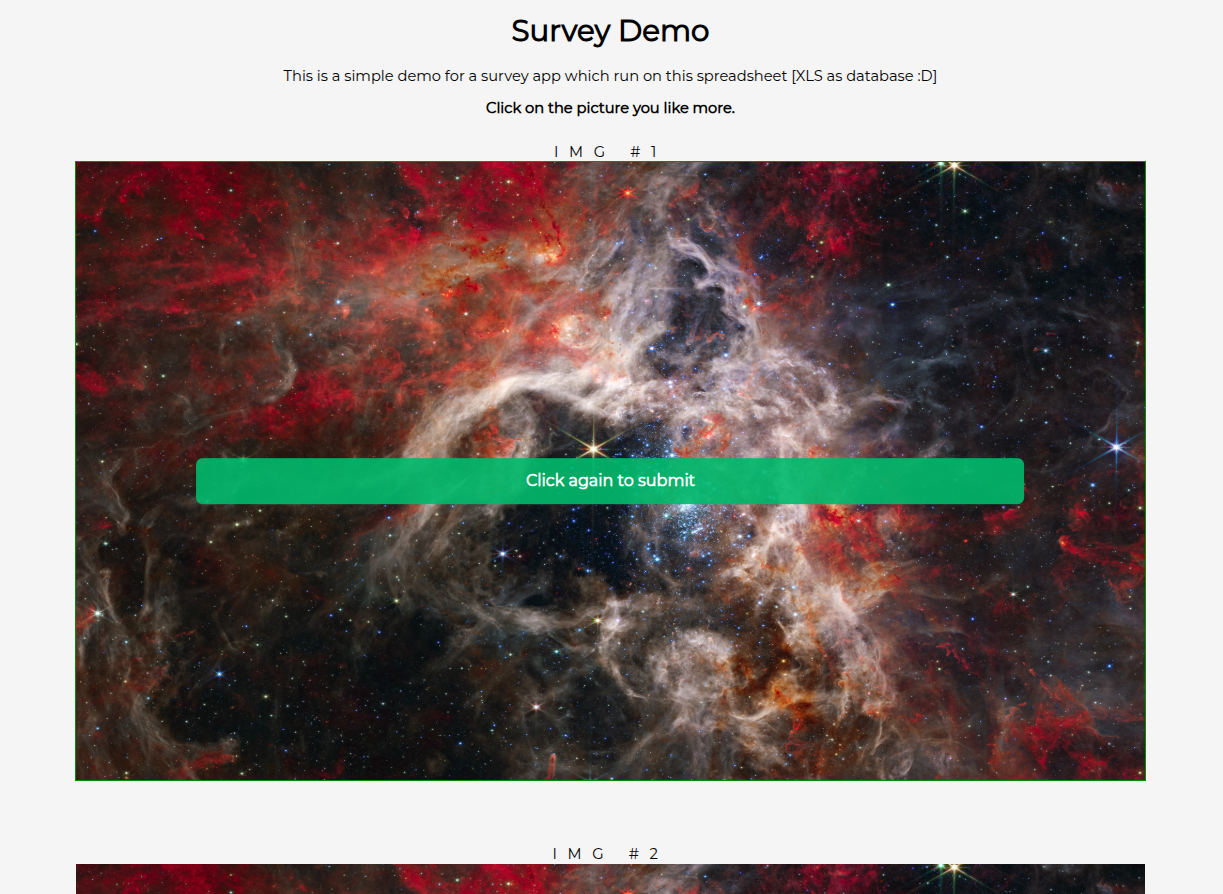 Survey Demo
This is a simple demo for a survey app which run on this spreadsheet [XLS as database :D]
Click on the picture you like more.
IMG #1
Click again to submit
IMG #2